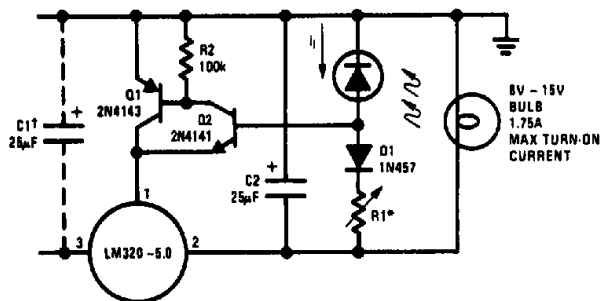 R2
100k
Q1
2N4143
Q2
2N4141
C1†
25µF
+
C2
25µF
+
i₁
D1
1N457
R1*
6V – 15V
BULB
1.75A
MAX TURN-ON
CURRENT
1
3
LM320 –5.0
2